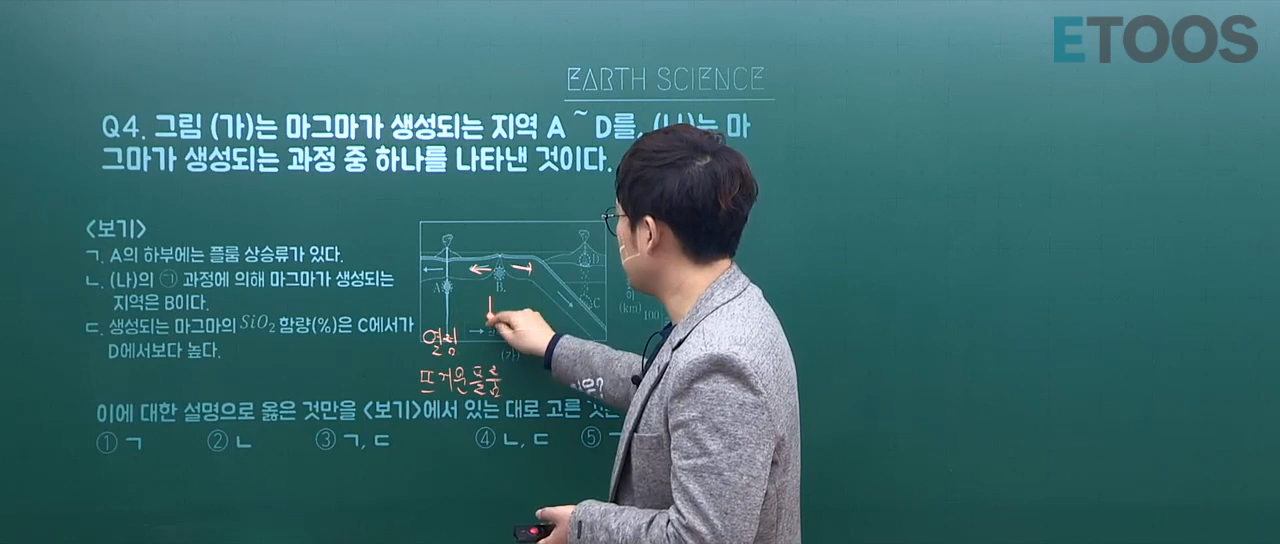 ETOOS
EARTH SCIENCE
Q4. 그림 (가)는 마그마가 생성되는 지역 A ~ D를, (나)는 마
그마가 생성되는 과정 중 하나를 나타낸 것이다.
<보기>
ㄱ. A의 하부에는 플룸 상승류가 있다.
ㄴ. (나)의 ㉠ 과정에 의해 마그마가 생성되는
지역은 B이다.
ㄷ. 생성되는 마그마의 SiO₂ 함량(%)은 C에서가
D에서보다 높다.
A
B
C
D
(km)
100
열점
뜨거운 플룸
(가)
이에 대한 설명으로 옳은 것만을 <보기>에서 있는 대로 고른 것은?
① ㄱ ② ㄴ ③ ㄱ, ㄷ ④ ㄴ, ㄷ ⑤